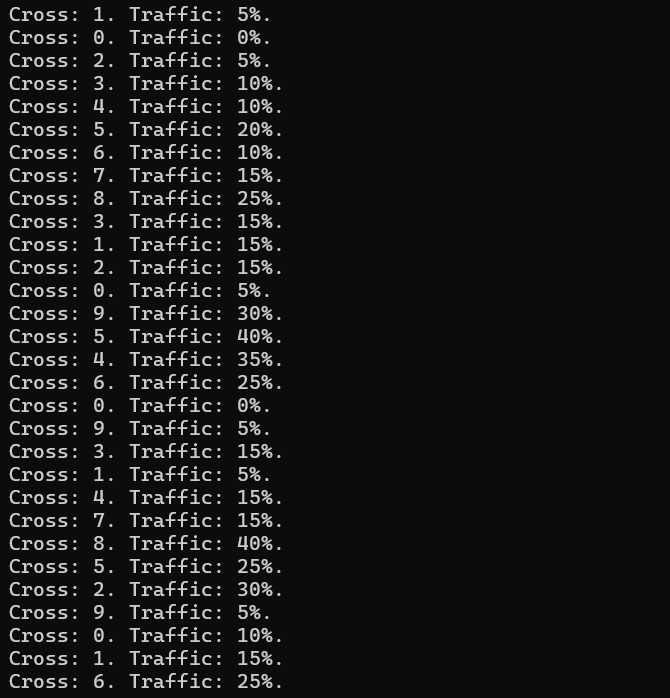 Cross: 1. Traffic: 5%.
Cross: 0. Traffic: 0%.
Cross: 2. Traffic: 5%.
Cross: 3. Traffic: 10%.
Cross: 4. Traffic: 10%.
Cross: 5. Traffic: 20%.
Cross: 6. Traffic: 10%.
Cross: 7. Traffic: 15%.
Cross: 8. Traffic: 25%.
Cross: 3. Traffic: 15%.
Cross: 1. Traffic: 15%.
Cross: 2. Traffic: 15%.
Cross: 0. Traffic: 5%.
Cross: 9. Traffic: 30%.
Cross: 5. Traffic: 40%.
Cross: 4. Traffic: 35%.
Cross: 6. Traffic: 25%.
Cross: 0. Traffic: 0%.
Cross: 9. Traffic: 5%.
Cross: 3. Traffic: 15%.
Cross: 1. Traffic: 5%.
Cross: 4. Traffic: 15%.
Cross: 7. Traffic: 15%.
Cross: 8. Traffic: 40%.
Cross: 5. Traffic: 25%.
Cross: 2. Traffic: 30%.
Cross: 9. Traffic: 5%.
Cross: 0. Traffic: 10%.
Cross: 1. Traffic: 15%.
Cross: 6. Traffic: 25%.